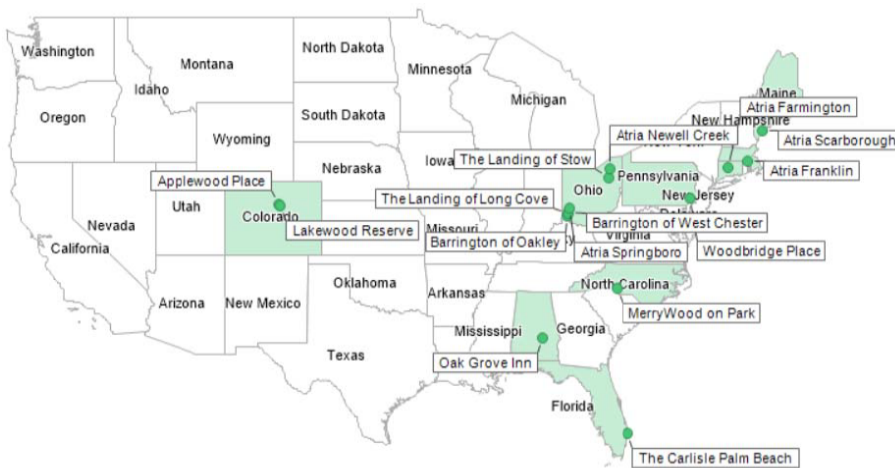 Washington
North Dakota
Montana
Minnesota
Idaho
Michigan
Maine
Atria Farmington
Oregon
South Dakota
New Hampshire
Atria Newell Creek
Atria Scarborough
Wyoming
The Landing of Stow
Iowa
Nebraska
Pennsylvania
Atria Franklin
Applewood Place
Ohio
Utah
The Landing of Long Cove
New Jersey
Nevada
Colorado
Barrington of West Chester
Lakewood Reserve
Missouri
Virginia
California
Barrington of Oakley
Atria Springboro
Woodbridge Place
Oklahoma
North Carolina
Arizona
New Mexico
Arkansas
MerryWood on Park
Mississippi
Georgia
Texas
Oak Grove Inn
Florida
The Carlisle Palm Beach